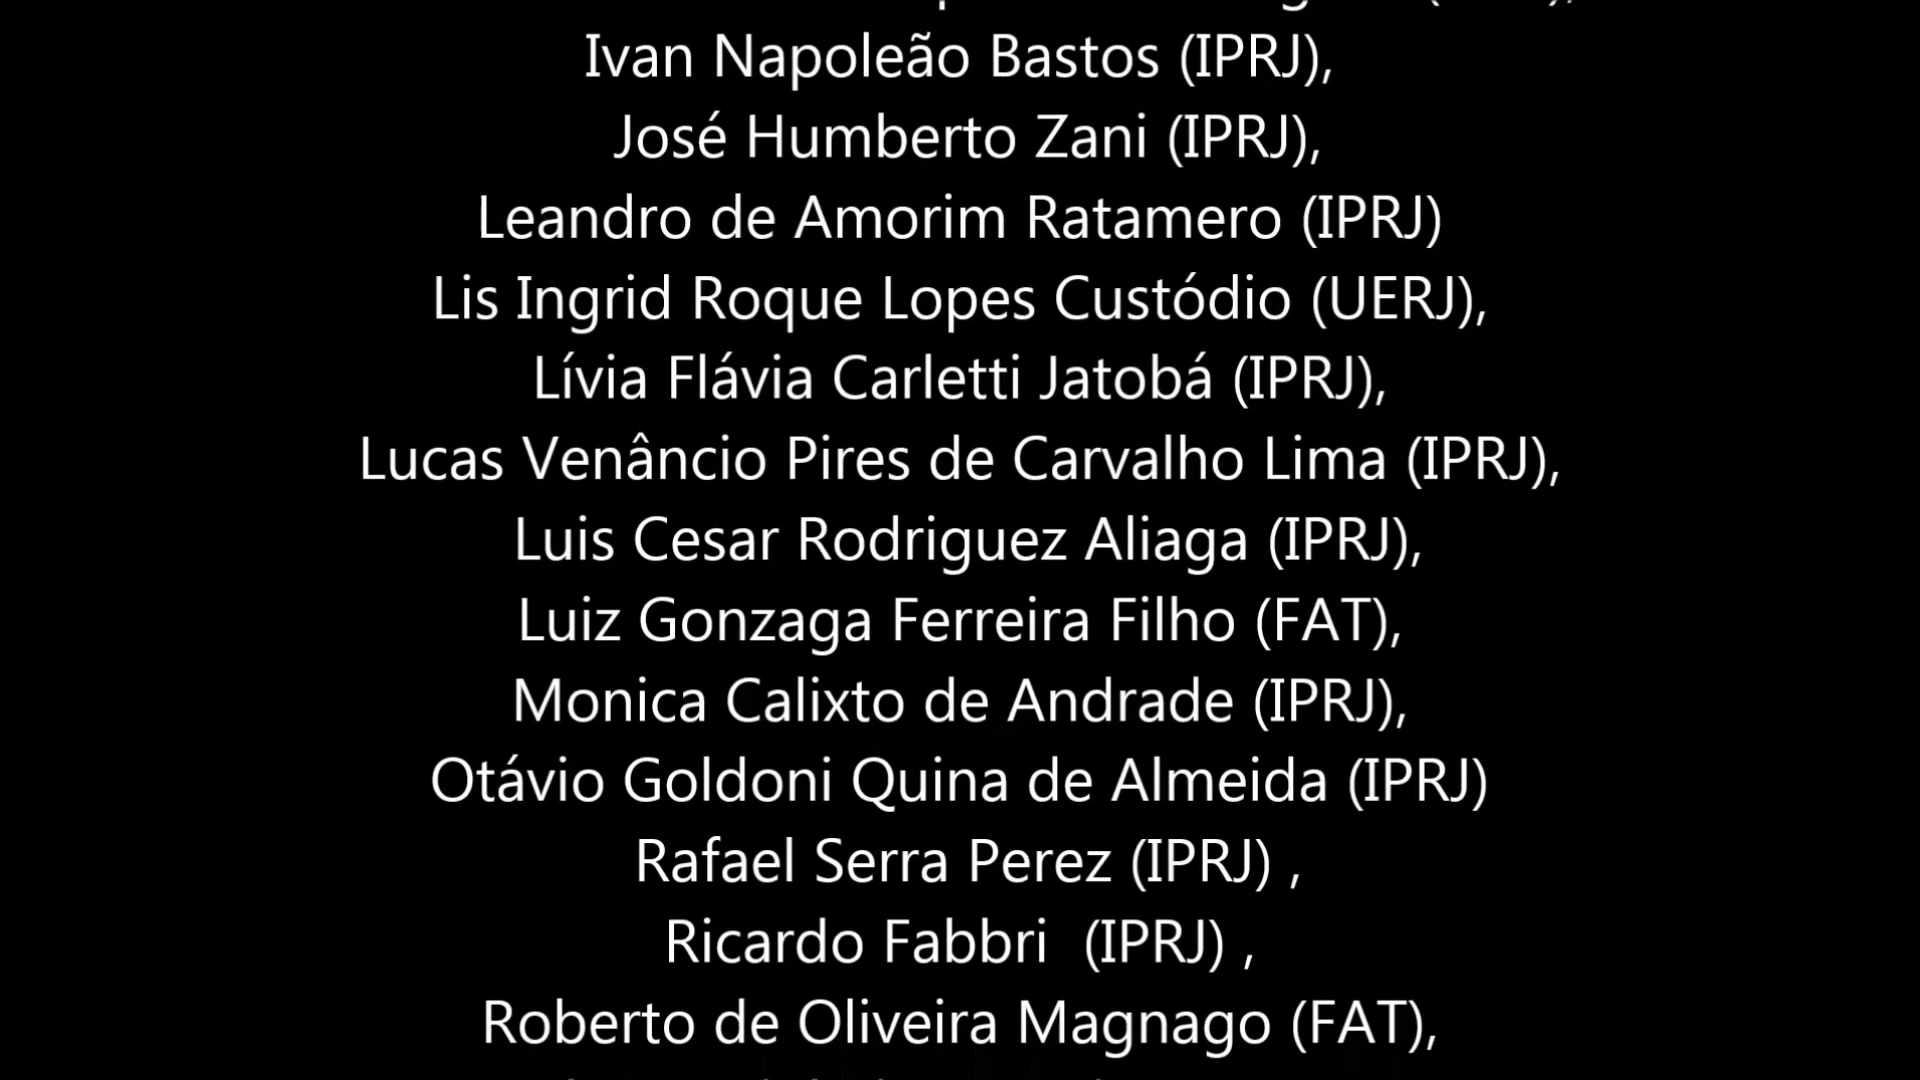 Ivan Napoleão Bastos (IPRJ),
José Humberto Zani (IPRJ),
Leandro de Amorim Ratamero (IPRJ)
Lis Ingrid Roque Lopes Custódio (UERJ),
Lívia Flávia Carletti Jatobá (IPRJ),
Lucas Venâncio Pires de Carvalho Lima (IPRJ),
Luis Cesar Rodriguez Aliaga (IPRJ),
Luiz Gonzaga Ferreira Filho (FAT),
Monica Calixto de Andrade (IPRJ),
Otávio Goldoni Quina de Almeida (IPRJ)
Rafael Serra Perez (IPRJ) ,
Ricardo Fabbri  (IPRJ) ,
Roberto de Oliveira Magnago (FAT),